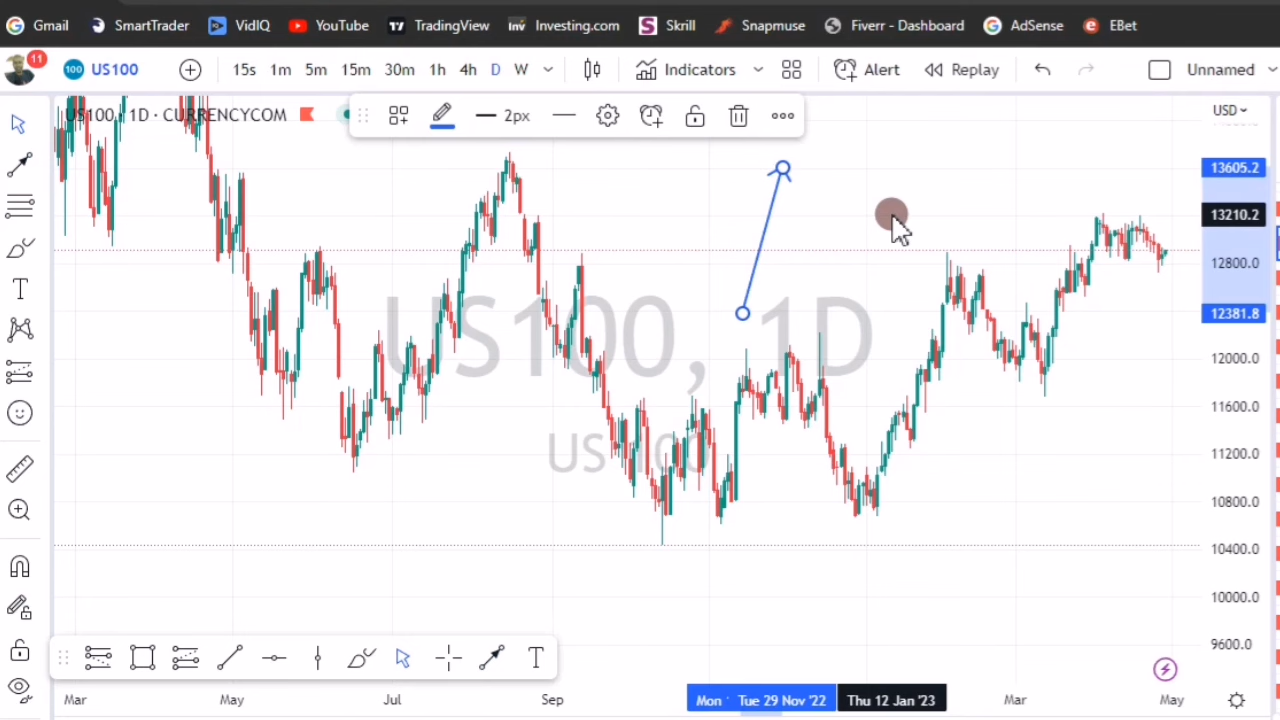 Gmail SmartTrader VidIQ YouTube TradingView Investing.com Skrill Snapmuse Fiverr - Dashboard AdSense EBet
11 100 US100 15s 1m 5m 15m 30m 1h 4h D W Indicators Alert Replay Unnamed
US100 · 1D · CURRENCYCOM 2px USD
13605.2
13210.2
12800.0
12381.8
12000.0
11600.0
11200.0
10800.0
10400.0
10000.0
9600.0
US100, 1D
US 100
T
T
Mar May Jul Sep Mon Tue 29 Nov '22 Thu 12 Jan '23 Mar May